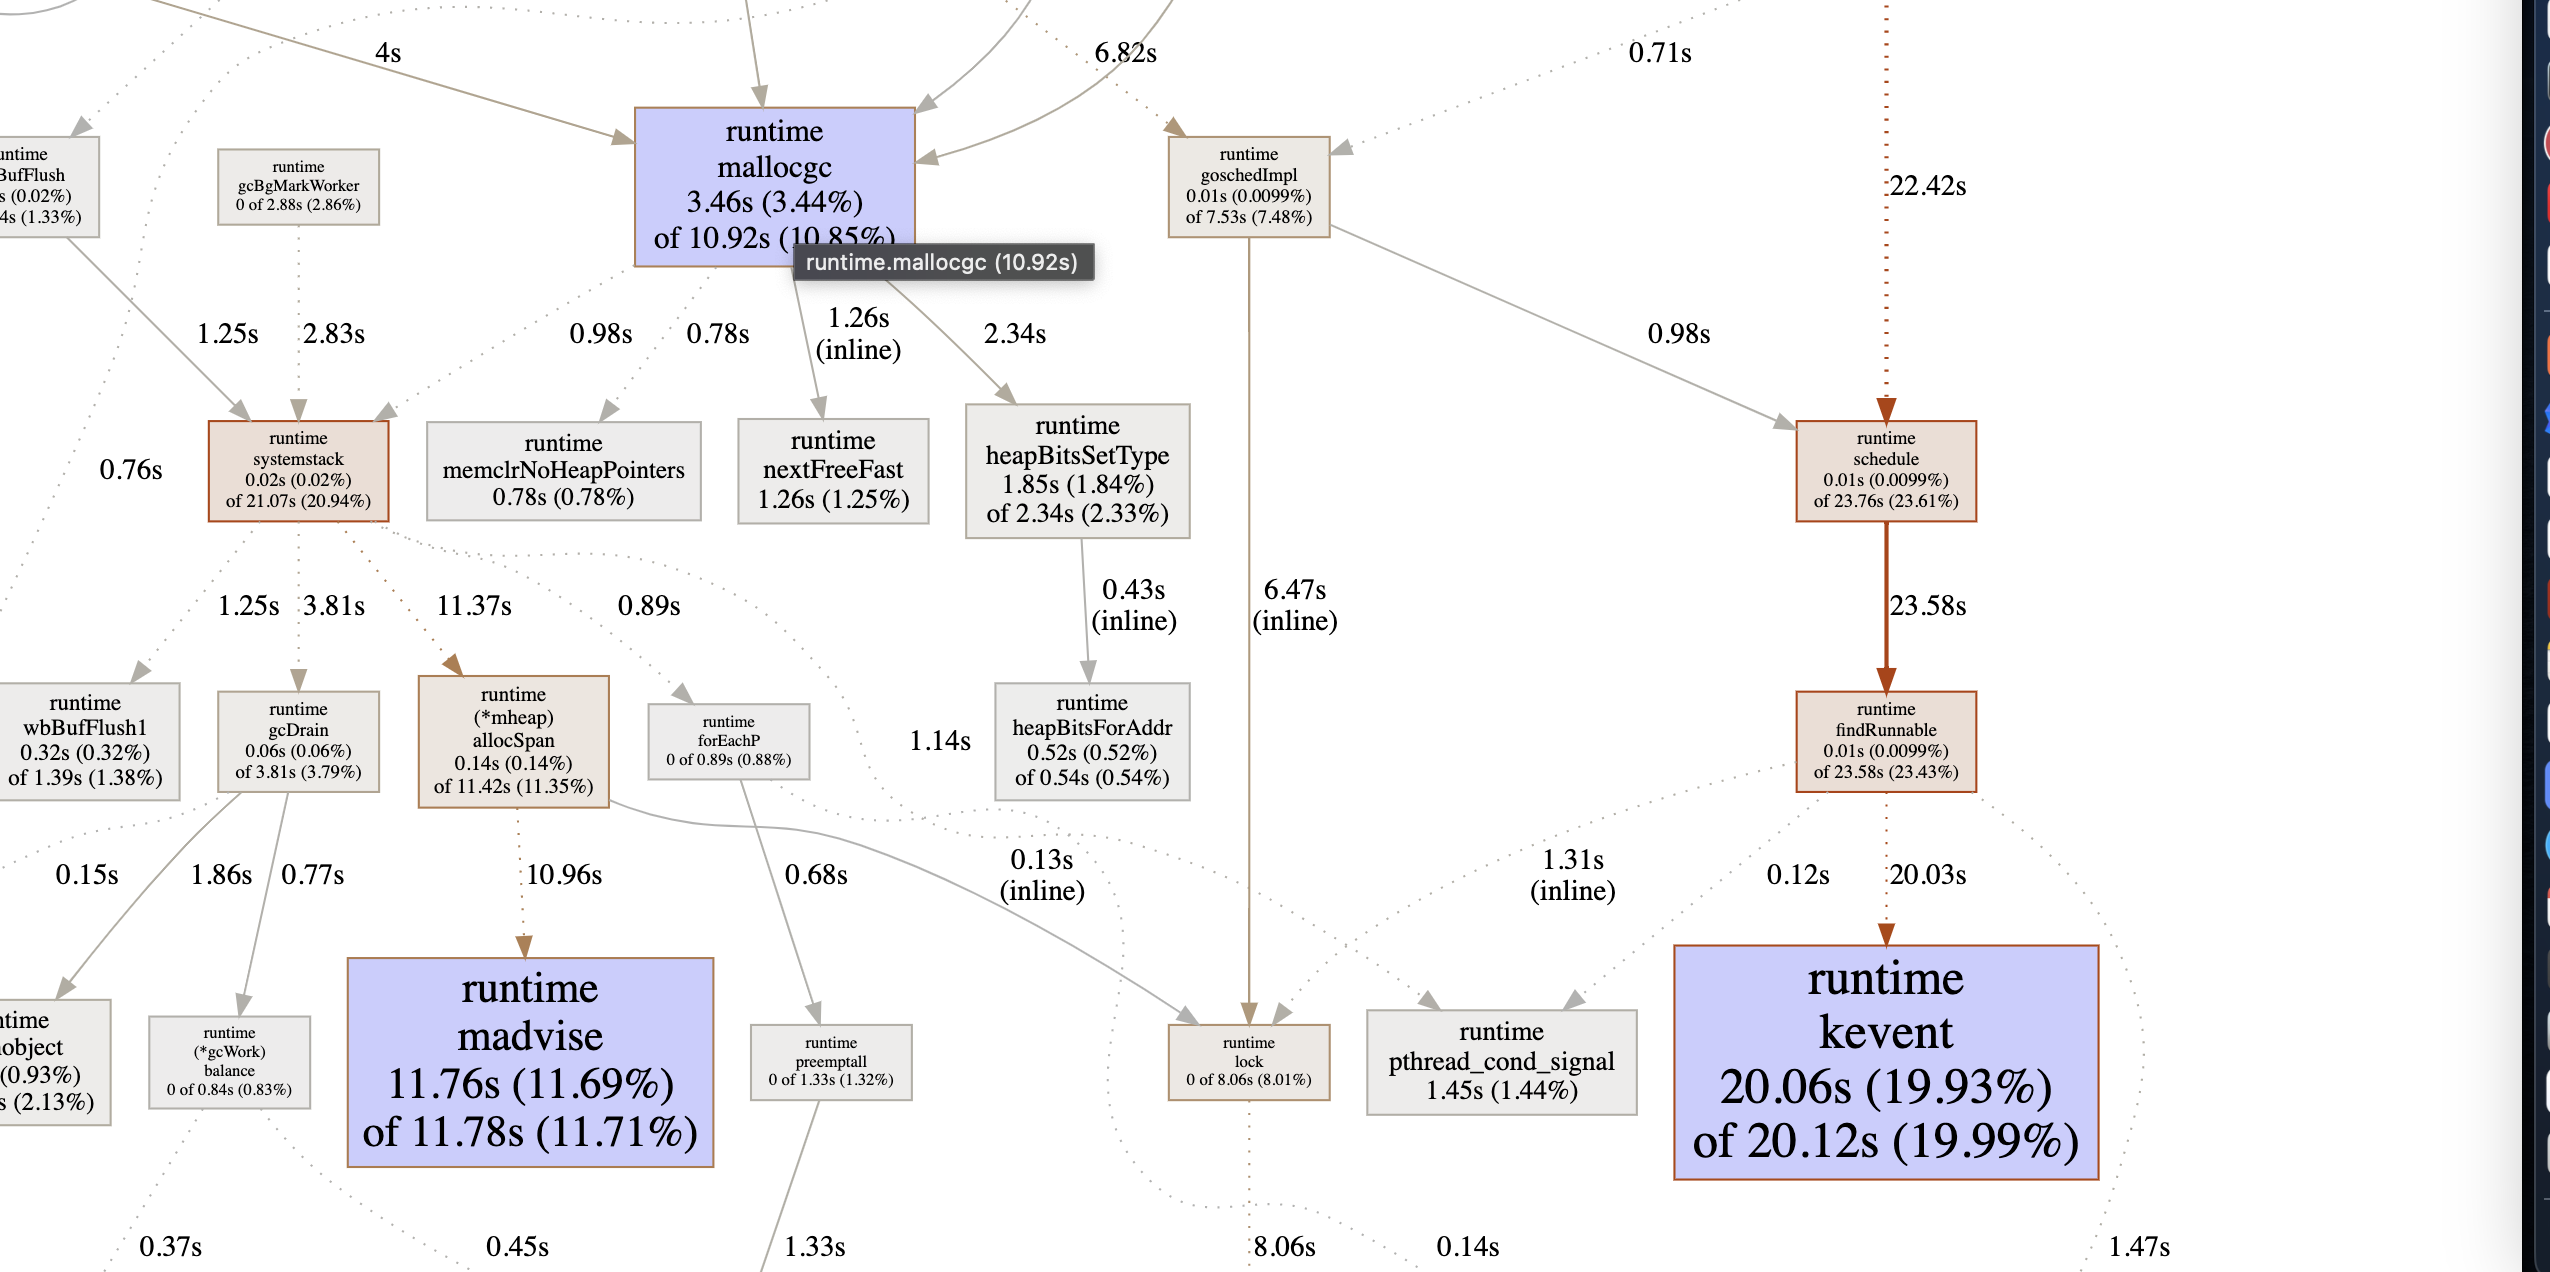 4s
6.82s
0.71s
BufFlush
s (0.02%)
4s (1.33%)
runtime
gcBgMarkWorker
0 of 2.88s (2.86%)
runtime
mallocgc
3.46s (3.44%)
of 10.92s (10.85%)
runtime.mallocgc (10.92s)
runtime
goschedImpl
0.01s (0.0099%)
of 7.53s (7.48%)
22.42s
1.25s
2.83s
0.98s
0.78s
1.26s
(inline)
2.34s
0.98s
0.76s
runtime
systemstack
0.02s (0.02%)
of 21.07s (20.94%)
runtime
memclrNoHeapPointers
0.78s (0.78%)
runtime
nextFreeFast
1.26s (1.25%)
runtime
heapBitsSetType
1.85s (1.84%)
of 2.34s (2.33%)
runtime
schedule
0.01s (0.0099%)
of 23.76s (23.61%)
1.25s
3.81s
11.37s
0.89s
0.43s
(inline)
6.47s
(inline)
23.58s
runtime
wbBufFlush1
0.32s (0.32%)
of 1.39s (1.38%)
runtime
gcDrain
0.06s (0.06%)
of 3.81s (3.79%)
runtime
(*mheap)
allocSpan
0.14s (0.14%)
of 11.42s (11.35%)
runtime
forEachP
0 of 0.89s (0.88%)
1.14s
runtime
heapBitsForAddr
0.52s (0.52%)
of 0.54s (0.54%)
runtime
findRunnable
0.01s (0.0099%)
of 23.58s (23.43%)
0.15s
1.86s
0.77s
10.96s
0.68s
0.13s
(inline)
1.31s
(inline)
0.12s
20.03s
object
(0.93%)
s (2.13%)
runtime
(*gcWork)
balance
0 of 0.84s (0.83%)
runtime
madvise
11.76s (11.69%)
of 11.78s (11.71%)
runtime
preemptall
0 of 1.33s (1.32%)
runtime
lock
0 of 8.06s (8.01%)
runtime
pthread_cond_signal
1.45s (1.44%)
runtime
kevent
20.06s (19.93%)
of 20.12s (19.99%)
0.37s
0.45s
1.33s
8.06s
0.14s
1.47s